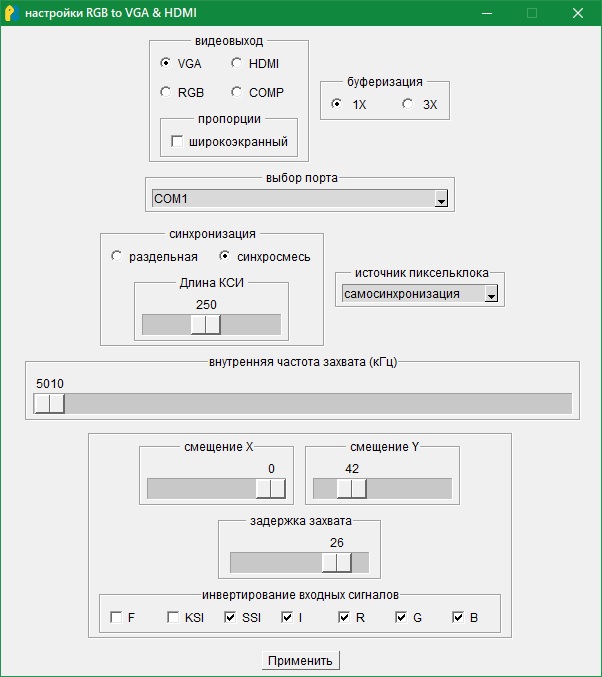 настройки RGB to VGA & HDMI
видеовыход
VGA HDMI
RGB COMP
пропорции
широкоэкранный
буферизация
1X 3X
выбор порта
COM1
синхронизация
раздельная синхросмесь
Длина КСИ
250
источник пиксельклока
самосинхронизация
внутренняя частота захвата (кГц)
5010
смещение X
0
смещение Y
42
задержка захвата
26
инвертирование входных сигналов
F KSI SSI I R G B
Применить